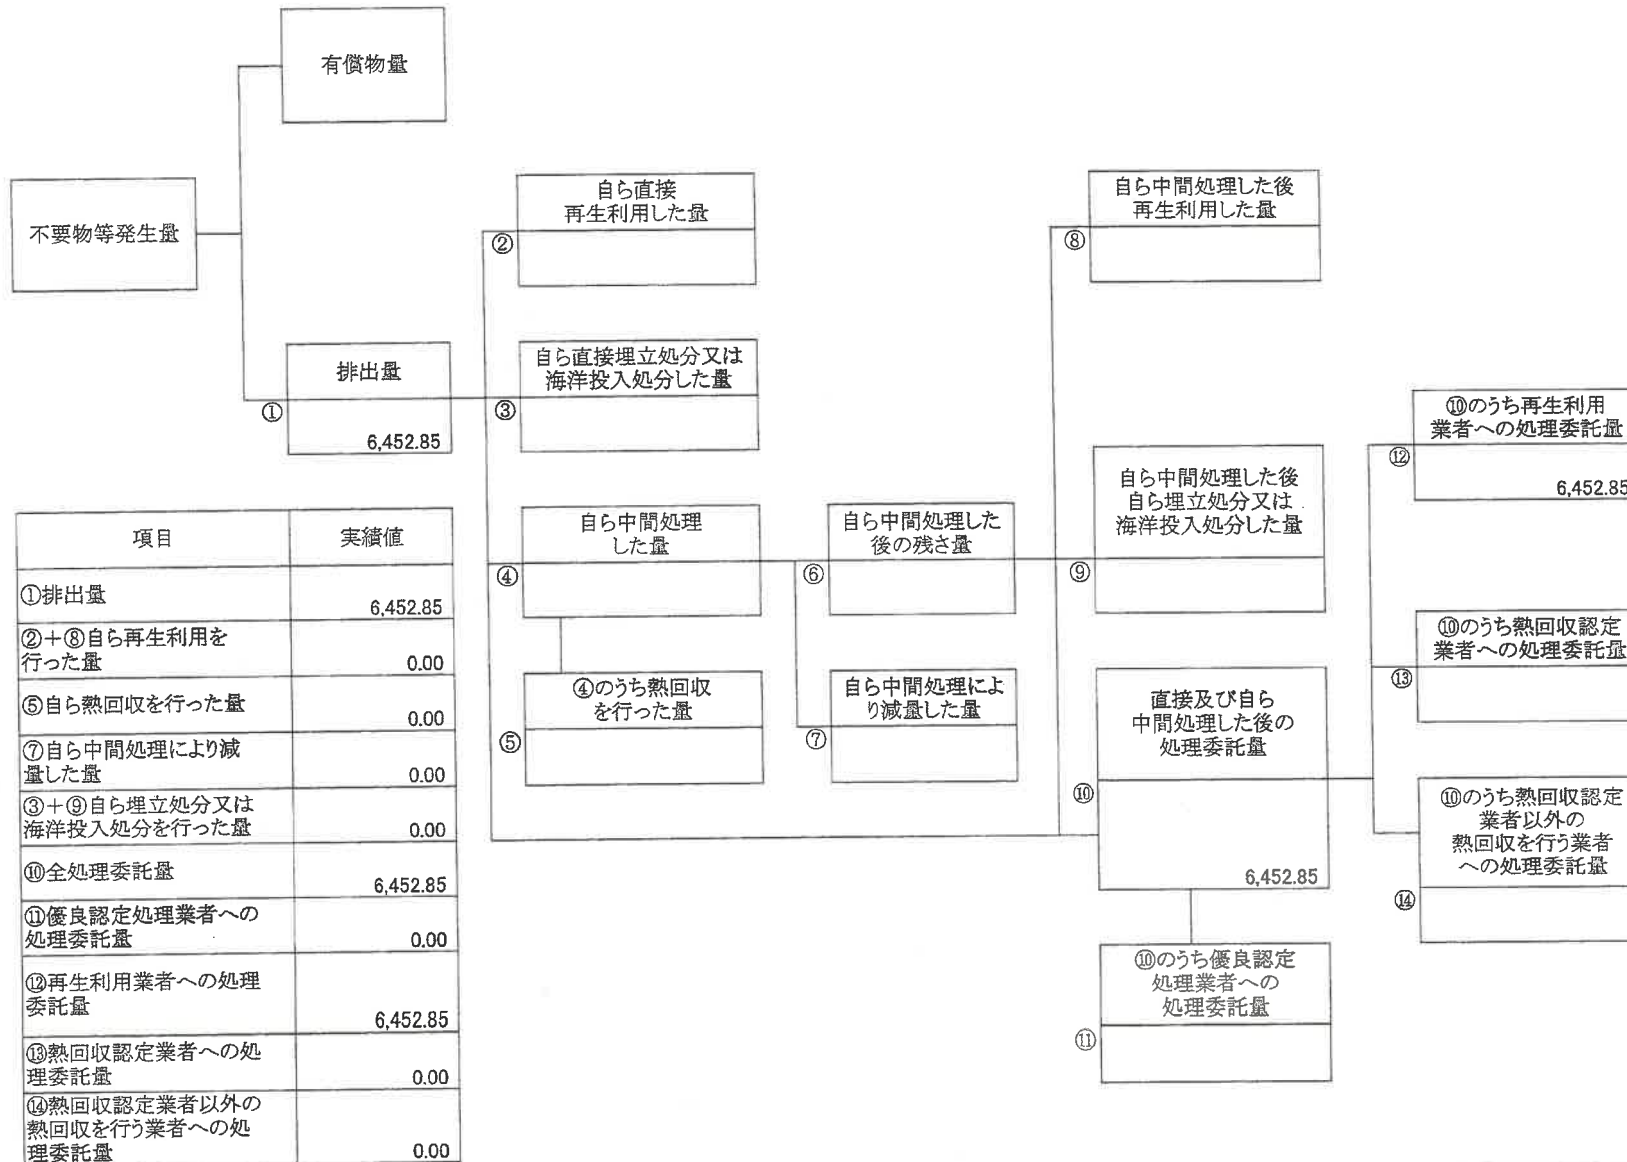 有償物量
不要物等発生量
排出量
①
6,452.85
自ら直接
再生利用した量
②
自ら直接埋立処分又は
海洋投入処分した量
③
自ら中間処理
した量
④
④のうち熱回収
を行った量
⑤
自ら中間処理した
後の残さ量
⑥
自ら中間処理によ
り減量した量
⑦
自ら中間処理した後
再生利用した量
⑧
自ら中間処理した後
自ら埋立処分又は
海洋投入処分した量
⑨
直接及び自ら
中間処理した後の
処理委託量
⑩
6,452.85
⑩のうち優良認定
処理業者への
処理委託量
⑪
⑩のうち再生利用
業者への処理委託量
⑫
6,452.85
⑩のうち熱回収認定
業者への処理委託量
⑬
⑩のうち熱回収認定
業者以外の
熱回収を行う業者
への処理委託量
⑭
項目 実績値
①排出量
6,452.85
②+⑧自ら再生利用を
行った量 0.00
⑤自ら熱回収を行った量
0.00
⑦自ら中間処理により減
量した量 0.00
③+⑨自ら埋立処分又は
海洋投入処分を行った量 0.00
⑩全処理委託量
6,452.85
⑪優良認定処理業者への
処理委託量 0.00
⑫再生利用業者への処理
委託量
6,452.85
⑬熱回収認定業者への処
理委託量 0.00
⑭熱回収認定業者以外の
熱回収を行う業者への処
理委託量 0.00